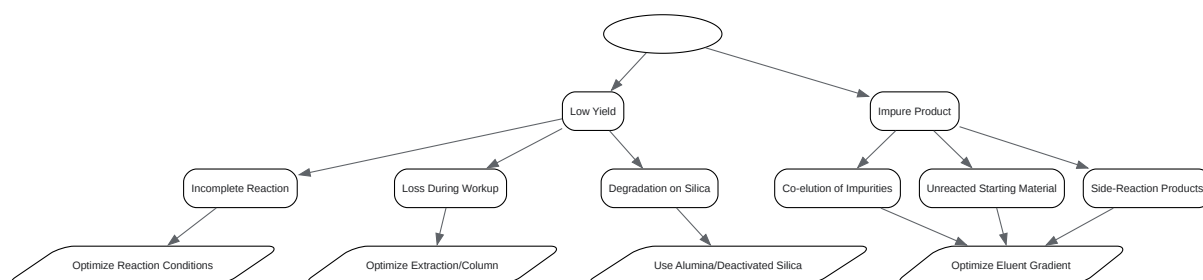 Low Yield
Impure Product
Incomplete Reaction
Loss During Workup
Degradation on Silica
Co-elution of Impurities
Unreacted Starting Material
Side-Reaction Products
Optimize Reaction Conditions
Optimize Extraction/Column
Use Alumina/Deactivated Silica
Optimize Eluent Gradient